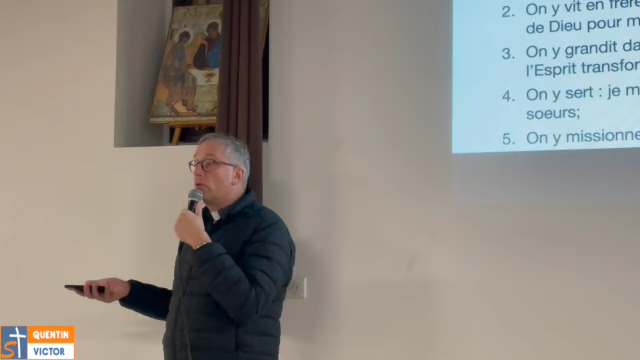 2. On y vit en frère
de Dieu pour m
3. On y grandit da
l'Esprit transfor
4. On y sert : je m
soeurs;
5. On y missionne
ST
QUENTIN
VICTOR